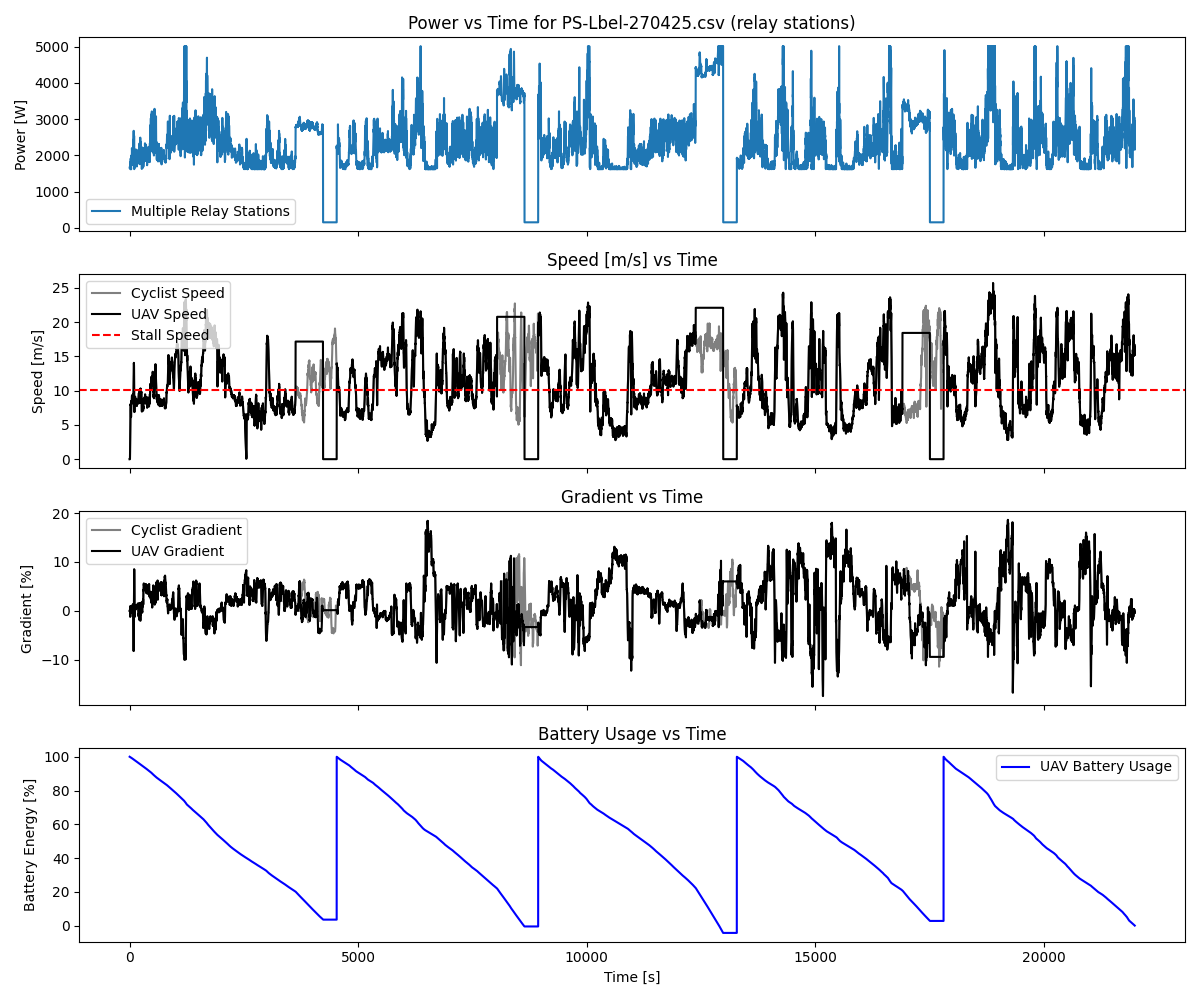 Power vs Time for PS-Lbel-270425.csv (relay stations)
Power [W]
5000
4000
3000
2000
1000
0
Multiple Relay Stations
Speed [m/s] vs Time
Speed [m/s]
25
20
15
10
5
0
Cyclist Speed
UAV Speed
Stall Speed
Gradient vs Time
Gradient [%]
20
10
0
−10
Cyclist Gradient
UAV Gradient
Battery Usage vs Time
Battery Energy [%]
100
80
60
40
20
0
UAV Battery Usage
0
5000
10000
15000
20000
Time [s]